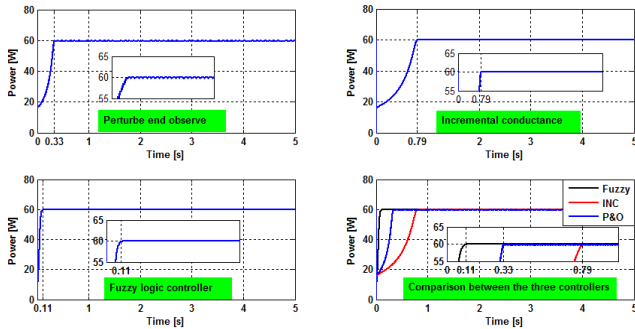 80
60
40
20
0
Power [W]
65
60
55
Perturbe end observe
0 0.33 1 2 3 4 5
Time [s]
80
60
40
20
0
Power [W]
65
60
55
0 0.79
Incremental conductance
0 0.79 2 3 4 5
Time [s]
80
60
40
20
0
Power [W]
65
60
55
0.11
Fuzzy logic controller
0.11 1 2 3 4 5
Time [s]
80
60
40
20
0
Power [W]
Fuzzy
INC
P&O
65
60
55
0 0.11 0.33 0.79
Comparison between the three controllers
0 1 2 3 4 5
Time [s]